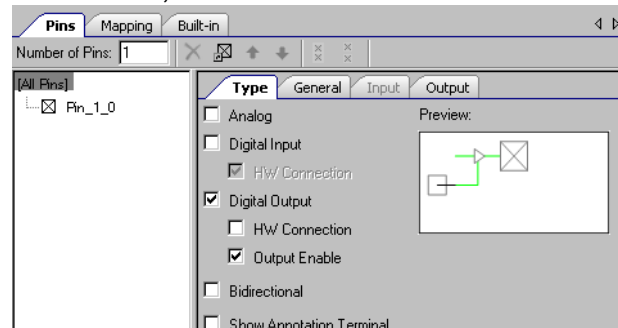 Pins Mapping Built-in
Number of Pins: 1
[All Pins]
Pin_1_0
Type General Input Output
Analog
Preview:
Digital Input
HW Connection
Digital Output
HW Connection
Output Enable
Bidirectional
Show Annotation Terminal